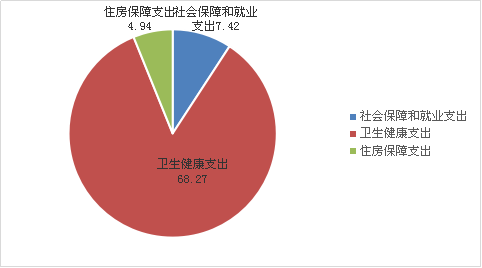 住房保障支出
4.94
社会保障和就业
支出7.42
卫生健康支出
68.27
社会保障和就业支出
卫生健康支出
住房保障支出